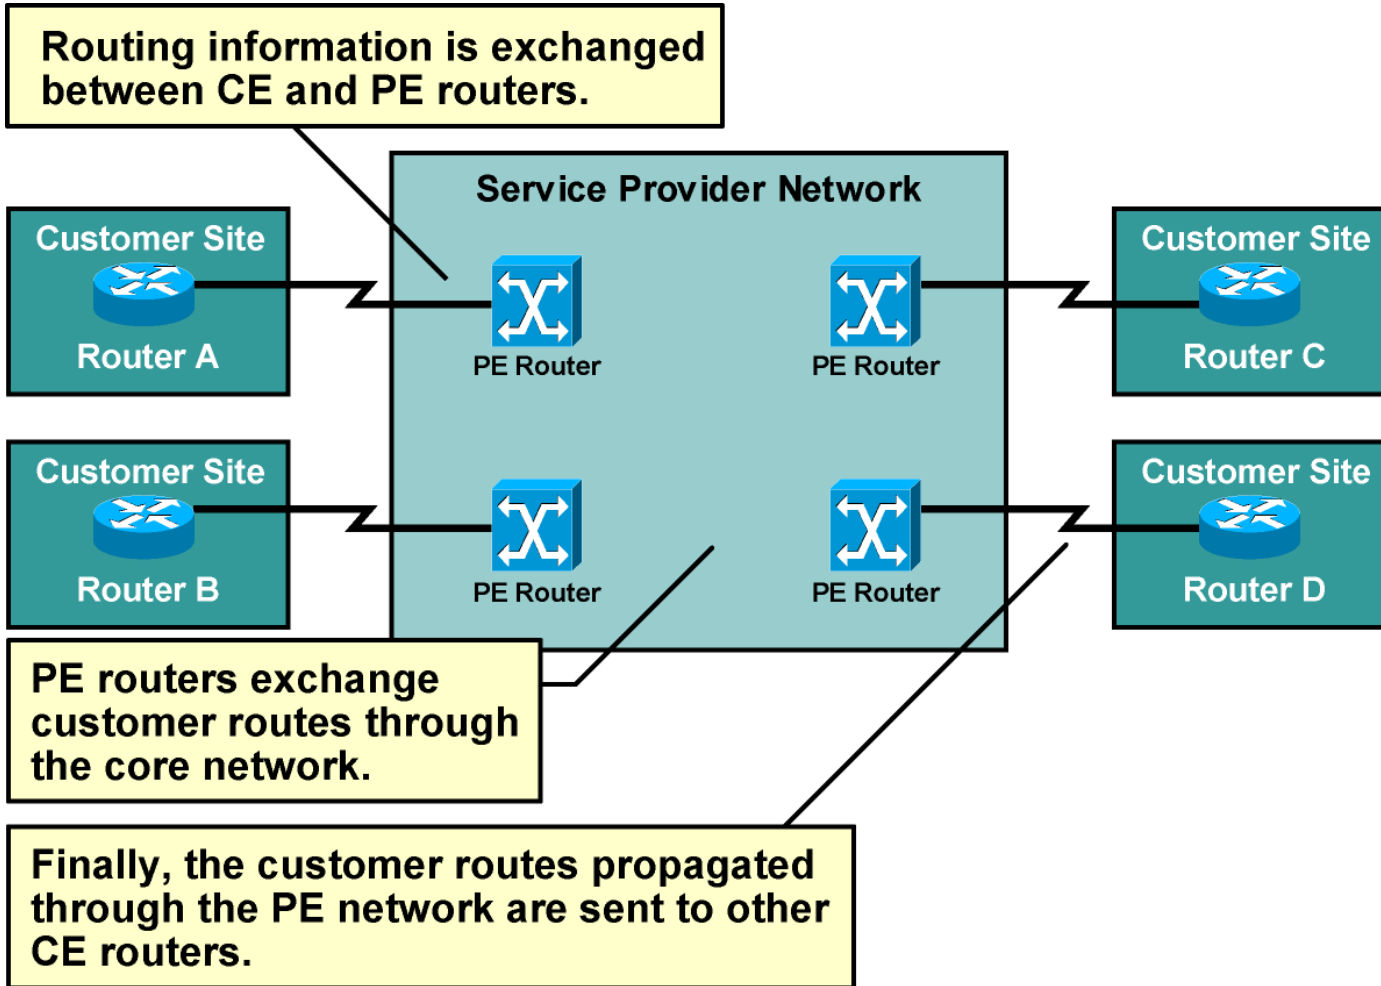 Routing information is exchanged
between CE and PE routers.
Service Provider Network
Customer Site
Router A
PE Router
PE Router
Customer Site
Router C
Customer Site
Router B
PE Router
PE Router
Customer Site
Router D
PE routers exchange
customer routes through
the core network.
Finally, the customer routes propagated
through the PE network are sent to other
CE routers.